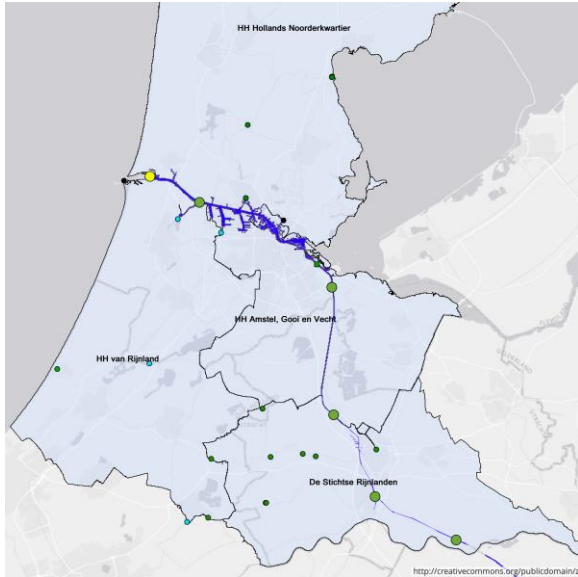 HH Hollands Noorderkwartier
HH Amstel, Gooi en Vecht
HH van Rijnland
De Stichtse Rijnlanden
http://creativecommons.org/publicdomain/z